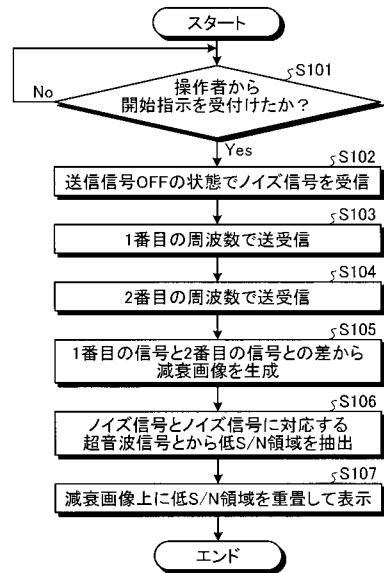 スタート
S101
操作者から
開始指示を受付けたか？
No
Yes
S102
送信信号OFFの状態でノイズ信号を受信
S103
1番目の周波数で送受信
S104
2番目の周波数で送受信
S105
1番目の信号と2番目の信号との差から
減衰画像を生成
S106
ノイズ信号とノイズ信号に対応する
超音波信号とから低S/N領域を抽出
S107
減衰画像上に低S/N領域を重畳して表示
エンド